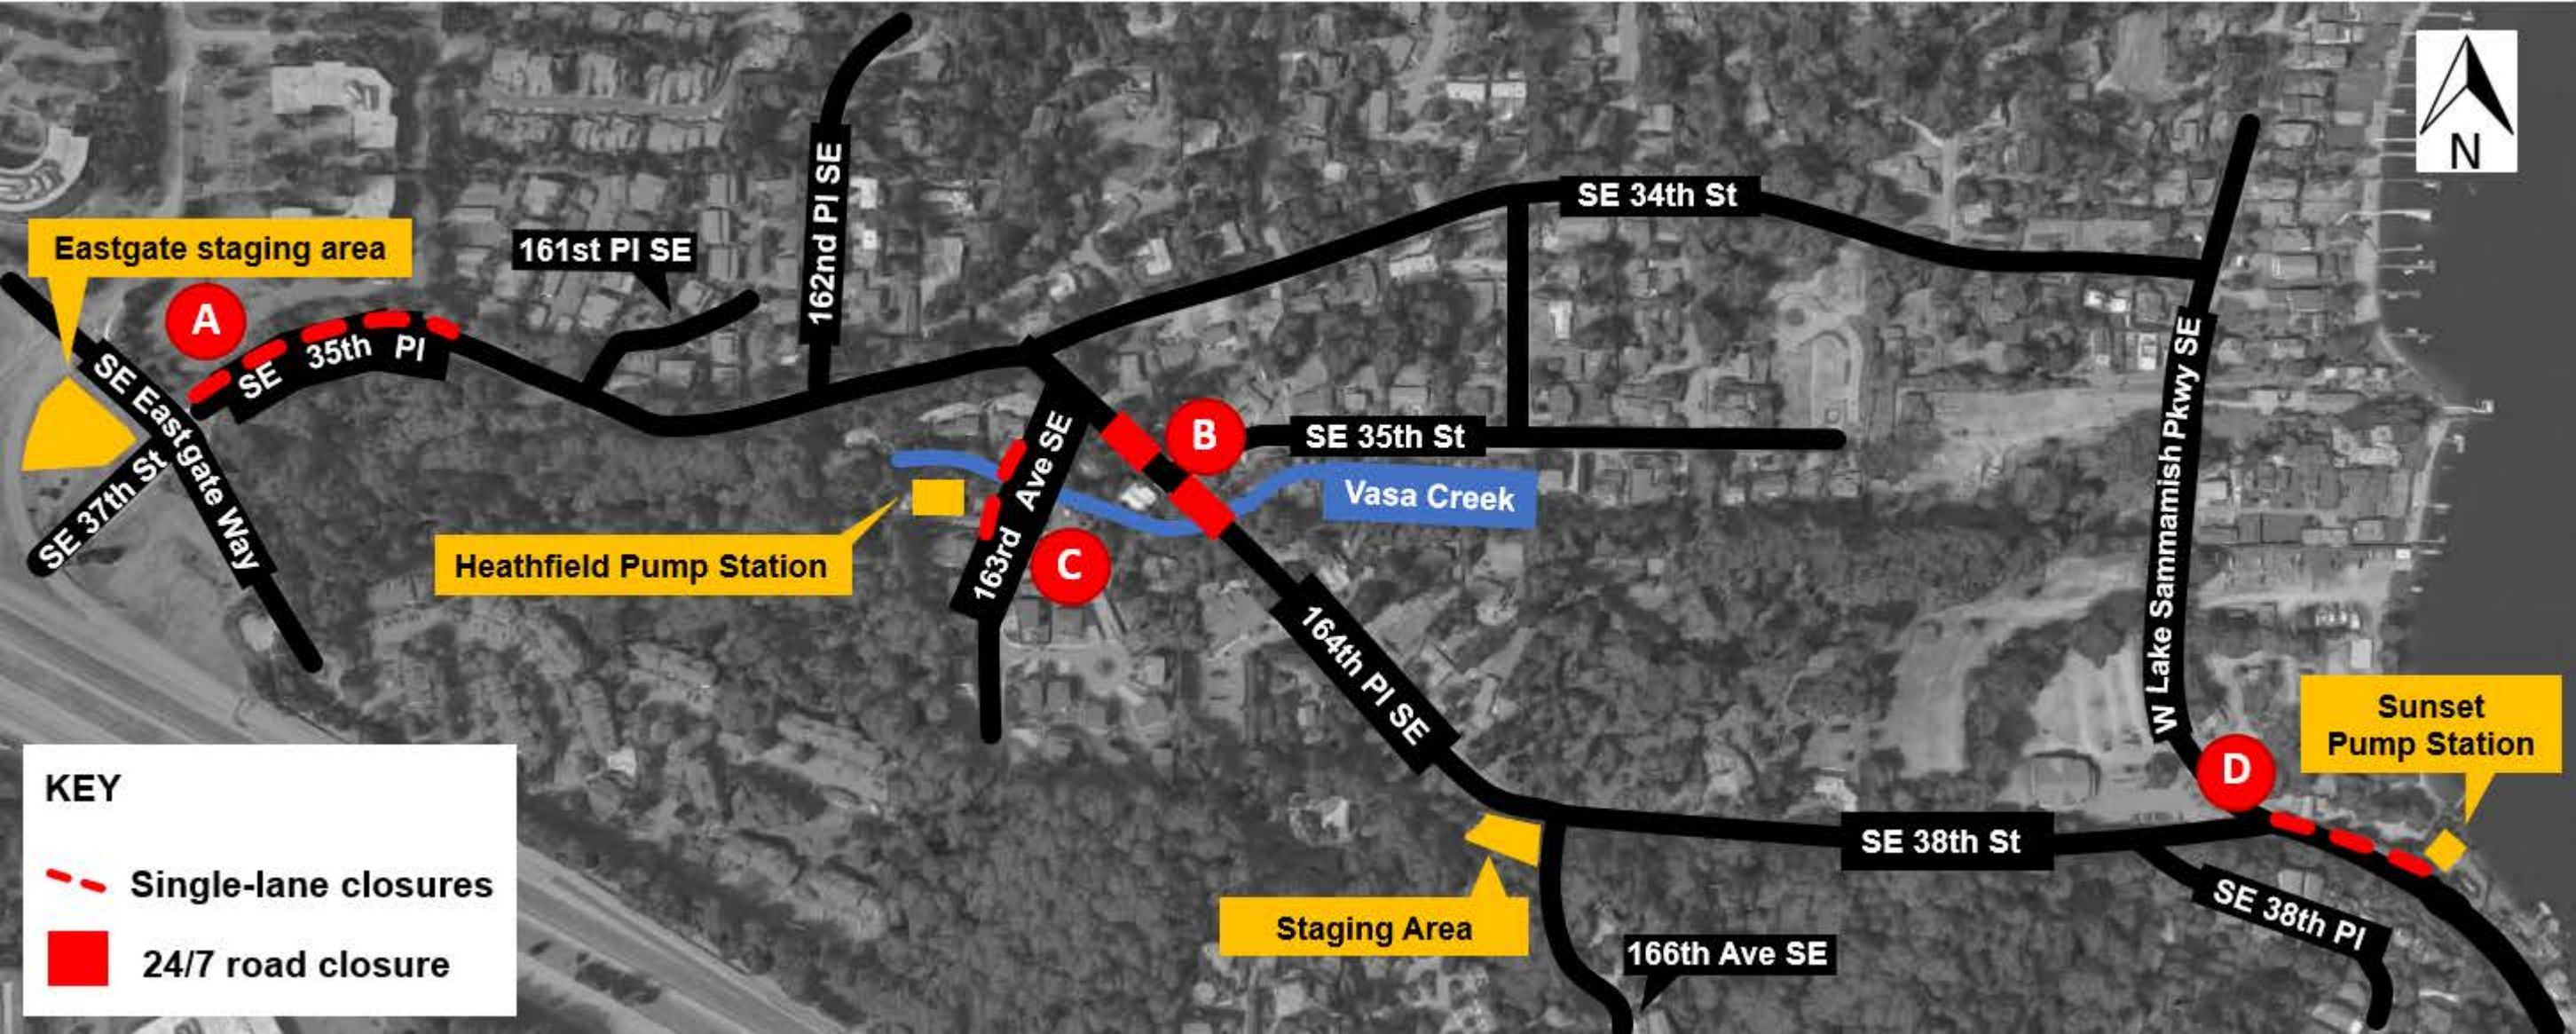 N
SE 34th St
Eastgate staging area
161st Pl SE
162nd Pl SE
A
SE 35th Pl
SE Eastgate Way
SE 37th St
B
SE 35th St
W Lake Sammamish Pkwy SE
163rd Ave SE
Vasa Creek
Heathfield Pump Station
C
164th Pl SE
Sunset
Pump Station
D
KEY
Single-lane closures
24/7 road closure
SE 38th St
Staging Area
SE 38th Pl
166th Ave SE